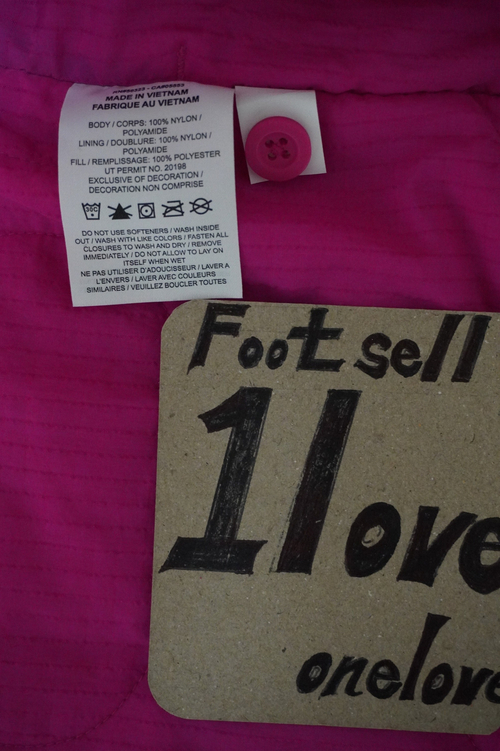 MADE IN VIETNAM
FABRIQUE AU VIETNAM
BODY / CORPS: 100% NYLON /
POLYAMIDE
LINING / DOUBLURE: 100% NYLON /
POLYAMIDE
FILL / REMPLISSAGE: 100% POLYESTER
UT PERMIT NO. 20198
EXCLUSIVE OF DECORATION /
DECORATION NON COMPRISE
30C
DO NOT USE SOFTENERS / WASH INSIDE
OUT / WASH WITH LIKE COLORS / FASTEN ALL
CLOSURES TO WASH AND DRY / REMOVE
IMMEDIATELY / DO NOT ALLOW TO LAY ON
ITSELF WHEN WET
NE PAS UTILISER D'ADOUCISSEUR / LAVER A
L'ENVERS / LAVER AVEC COULEURS
SIMILAIRES / VEUILLEZ BOUCLER TOUTES
Foot sell
1love
onelove